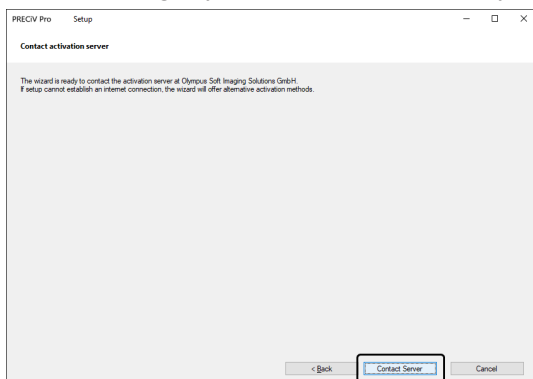 PRECiV Pro Setup
Contact activation server
The wizard is ready to contact the activation server at Olympus Soft Imaging Solutions GmbH.
If setup cannot establish an internet connection, the wizard will offer alternative activation methods.
< Back Contact Server Cancel